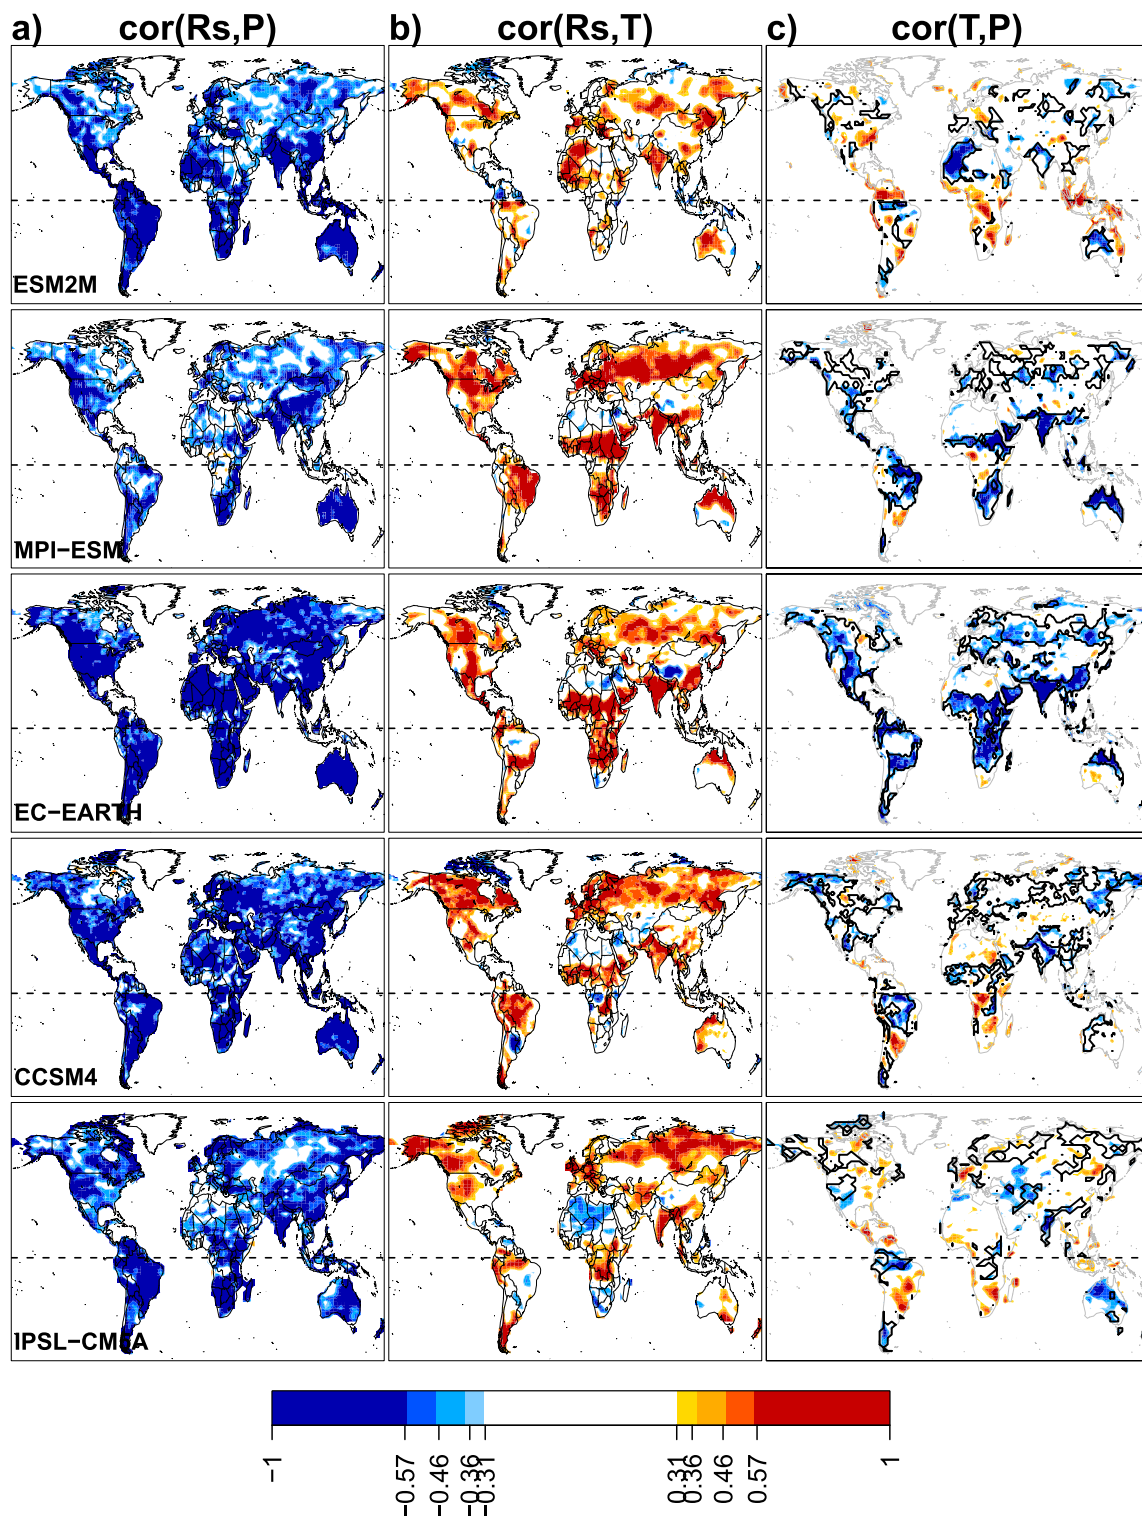 a) cor(Rs,P) b) cor(Rs,T) c) cor(T,P)
ESM2M
MPI−ESM
EC−EARTH
CCSM4
IPSL−CM5A
−1 −0.57 −0.46 −0.36 −0.31 0.31 0.36 0.46 0.57 1